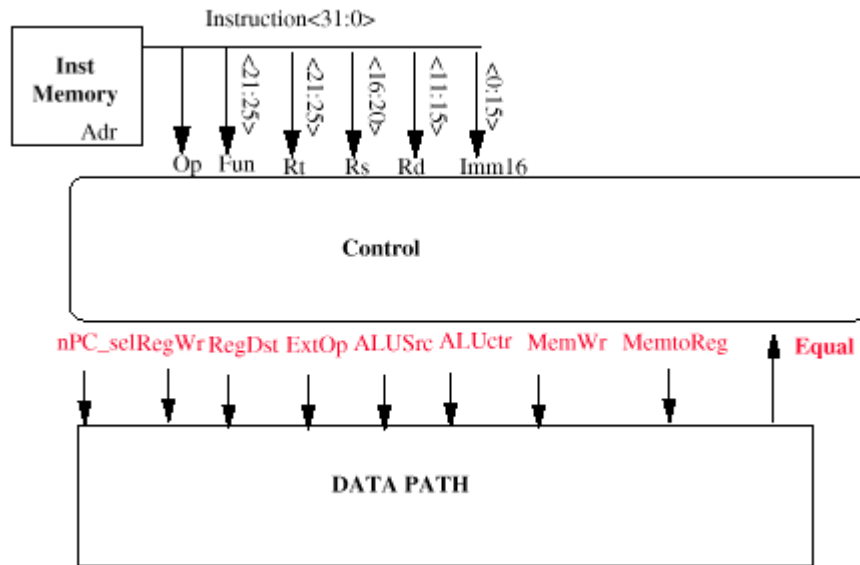 Instruction<31:0>
Inst
Memory
Adr
<21:25>
<21:25>
<16:20>
<11:15>
<0:15>
Op
Fun
Rt
Rs
Rd
Imm16
Control
nPC_sel
RegWr
RegDst
ExtOp
ALUSrc
ALUctr
MemWr
MemtoReg
Equal
DATA PATH